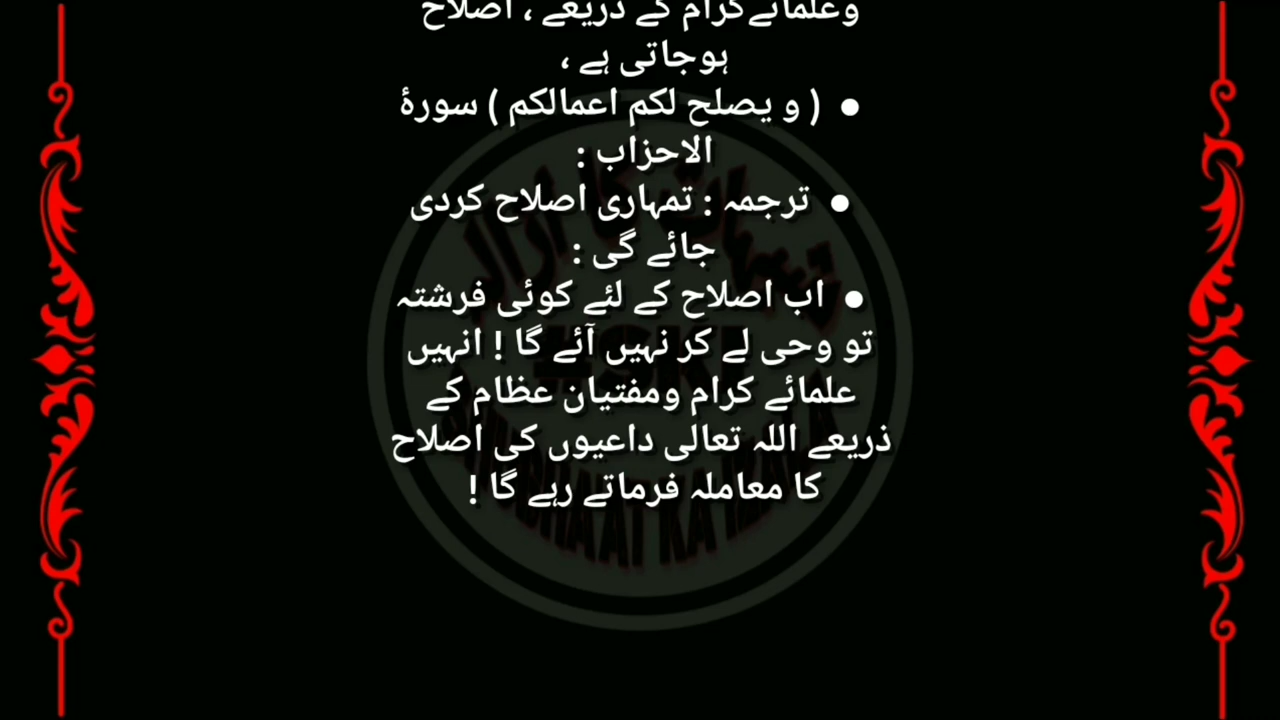 وعلمائےکرام کے ذریعے ، اصلاح
ہوجاتی ہے ،
● ( و یصلح لکم اعمالکم ) سورۂ
الاحزاب :
● ترجمہ : تمہاری اصلاح کردی
جائے گی :
● اب اصلاح کے لئے کوئی فرشتہ
تو وحی لے کر نہیں آئے گا ! انہیں
علمائے کرام ومفتیان عظام کے
ذریعے اللہ تعالی داعیوں کی اصلاح
کا معاملہ فرماتے رہے گا !